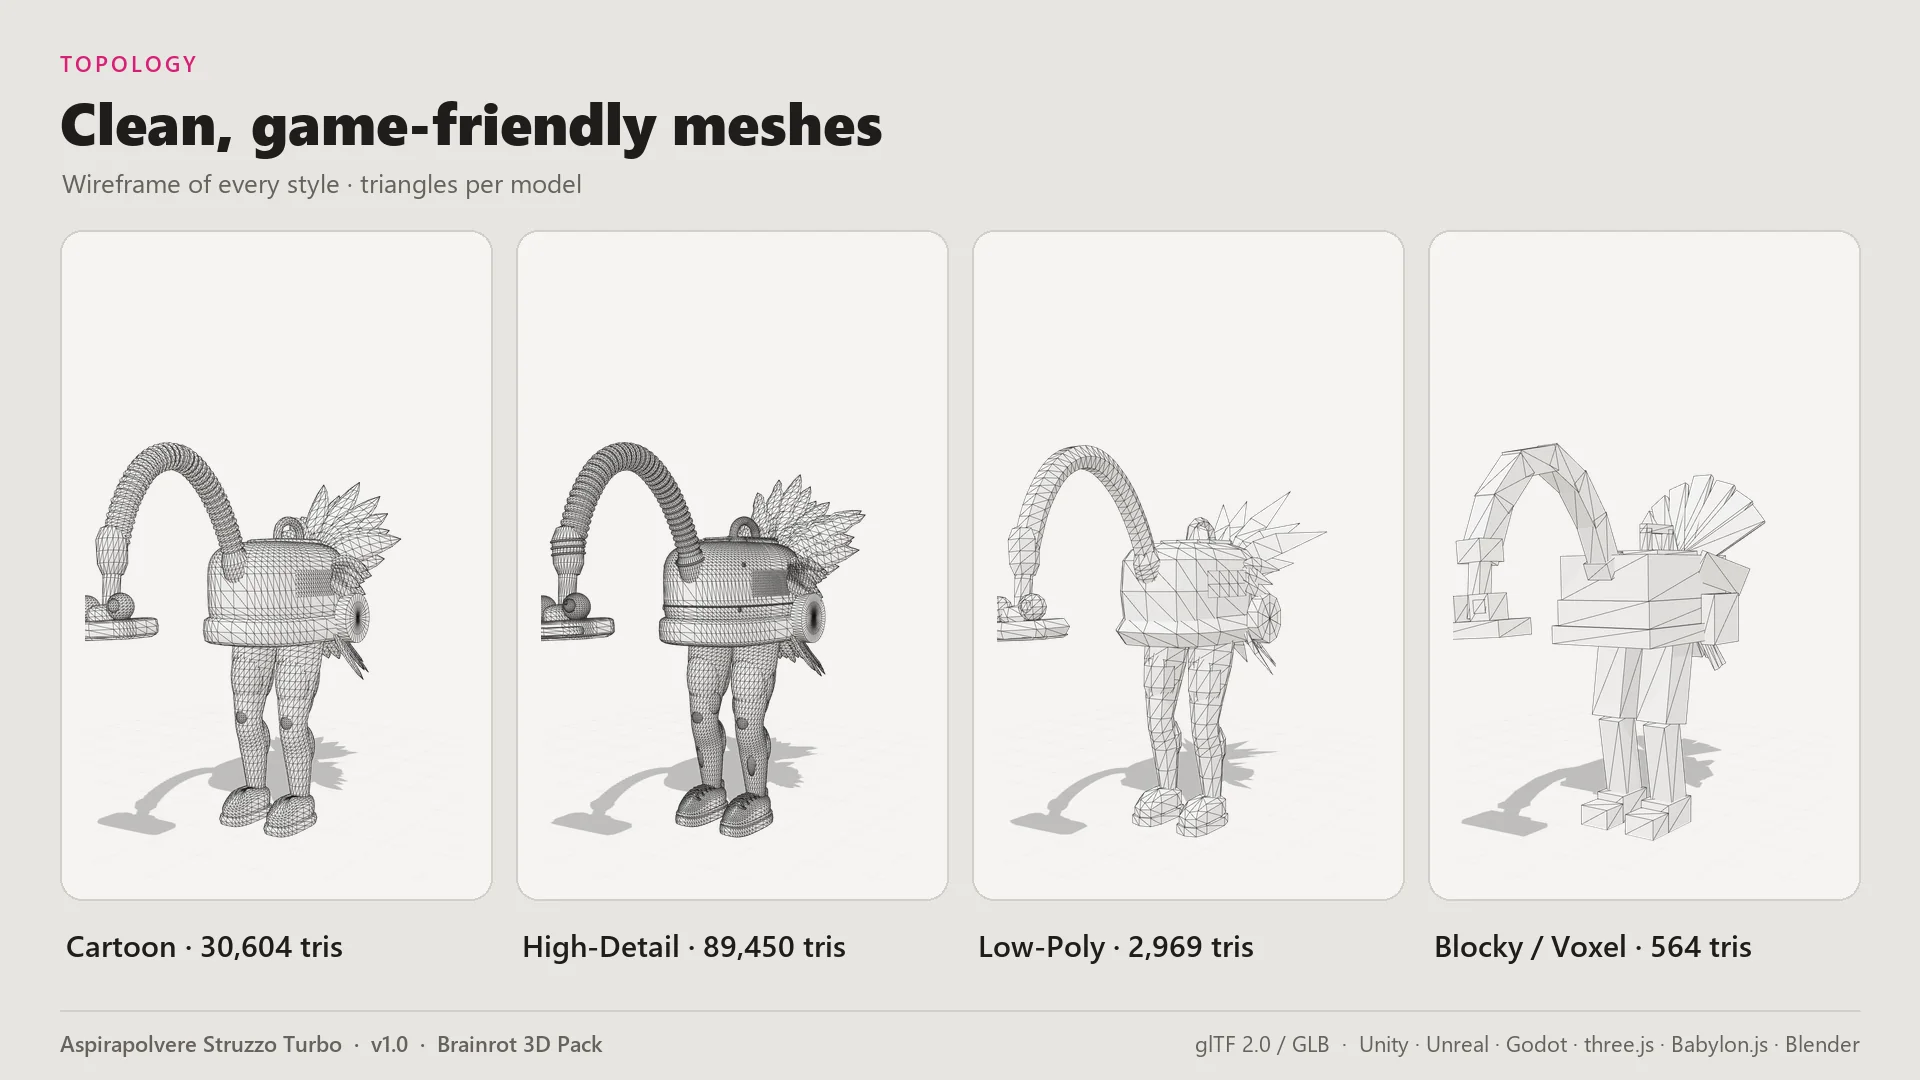 TOPOLOGY
Clean, game-friendly meshes
Wireframe of every style · triangles per model
Cartoon · 30,604 tris
High-Detail · 89,450 tris
Low-Poly · 2,969 tris
Blocky / Voxel · 564 tris
Aspirapolvere Struzzo Turbo · v1.0 · Brainrot 3D Pack
glTF 2.0 / GLB · Unity · Unreal · Godot · three.js · Babylon.js · Blender